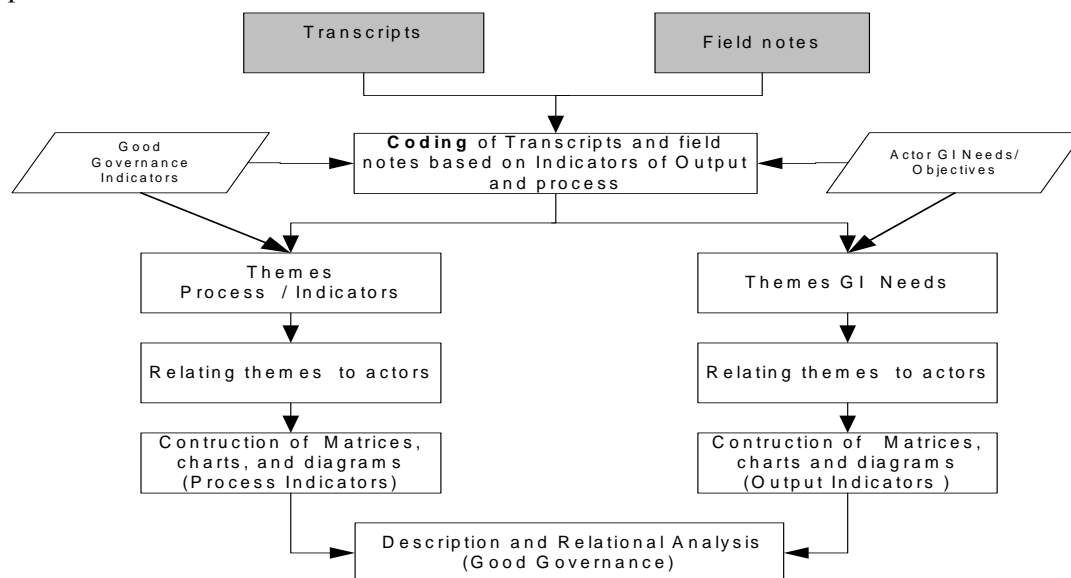 Transcripts
Field notes
Good
Governance
Indicators
Coding of Transcripts and field
notes based on Indicators of Output
and process
Actor GI Needs/
Objectives
Themes
Process / Indicators
Themes GI Needs
Relating themes to actors
Relating themes to actors
Contruction of Matrices,
charts, and diagrams
(Process Indicators)
Contruction of Matrices,
charts and diagrams
(Output Indicators )
Description and Relational Analysis
(Good Governance)